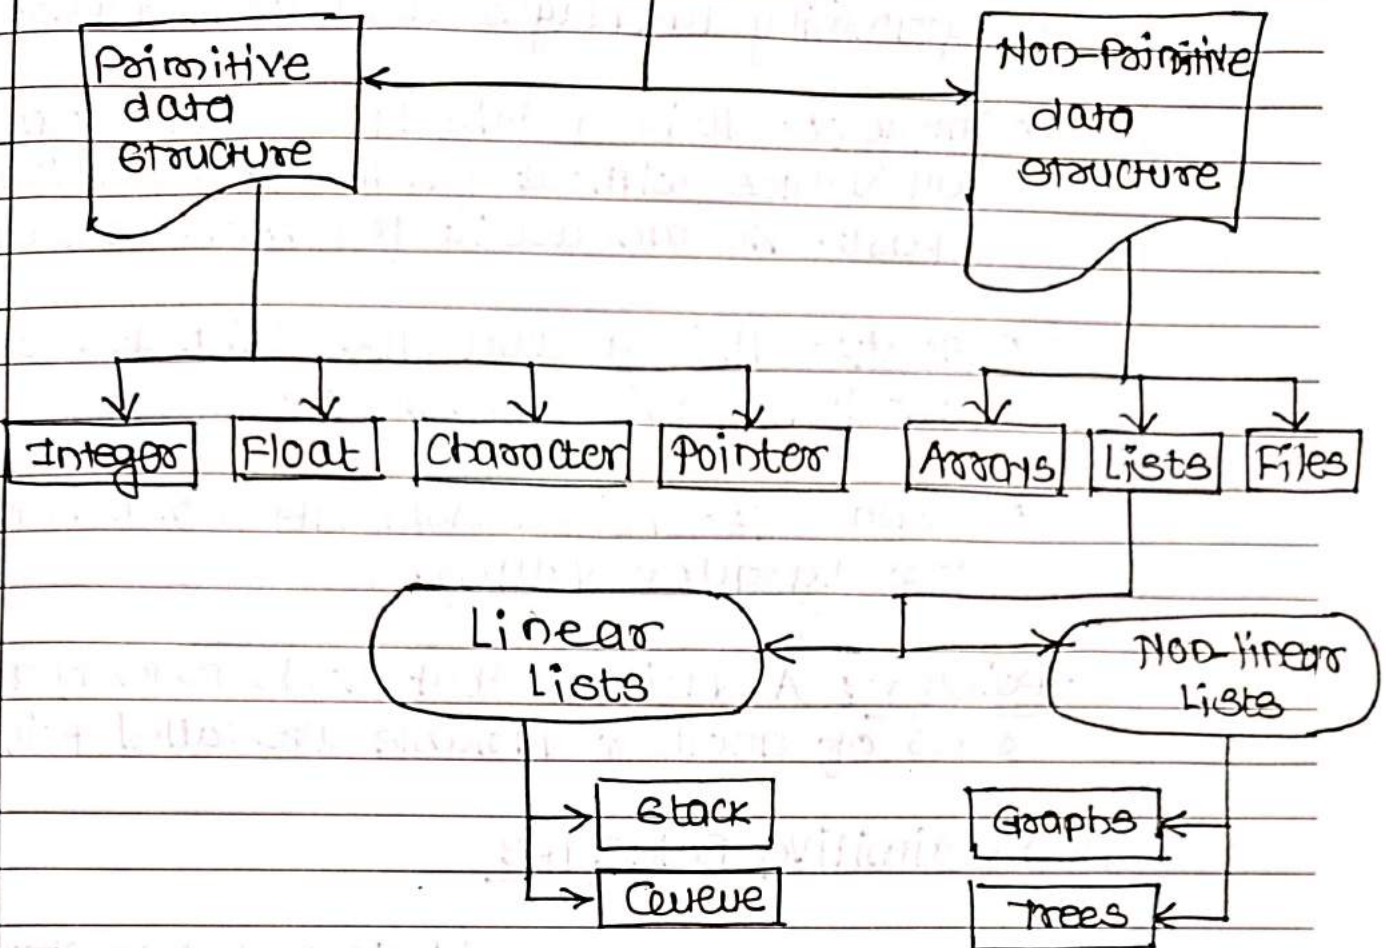 Primitive
data
structure
Non-Primitive
data
structure
Integer
Float
Character
Pointer
Arrays
Lists
Files
Linear
Lists
Non-linear
Lists
Stack
Queue
Graphs
Trees